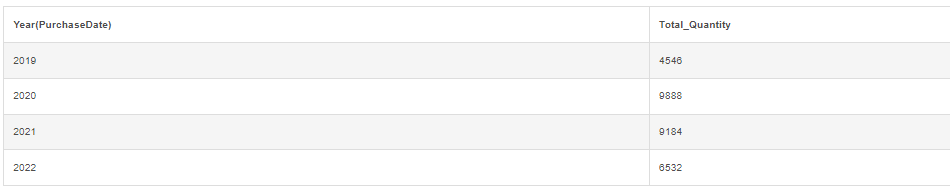 Year(PurchaseDate) Total_Quantity
2019 4546
2020 9888
2021 9184
2022 6532